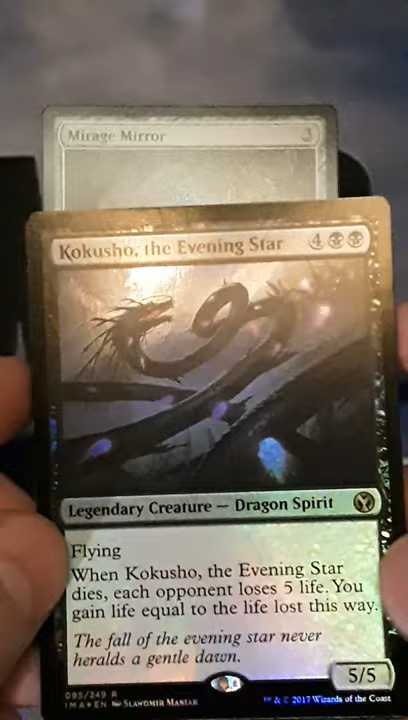 Mirage Mirror 3
Kokusho, the Evening Star 4
Legendary Creature — Dragon Spirit
Flying
When Kokusho, the Evening Star
dies, each opponent loses 5 life. You
gain life equal to the life lost this way.
The fall of the evening star never
heralds a gentle dawn.
5/5
095/249 R
IMA★EN SLAWOMIR MANIAK
™ & © 2017 Wizards of the Coast